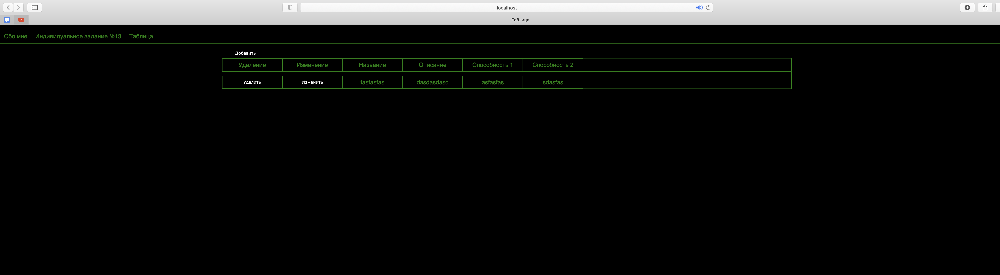 localhost
Таблица
Обо мне Индивидуальное задание №13 Таблица
Добавить
Удаление Изменение Название Описание Способность 1 Способность 2
Удалить Изменить fasfasfas dasdasdasd asfasfas sdasfas